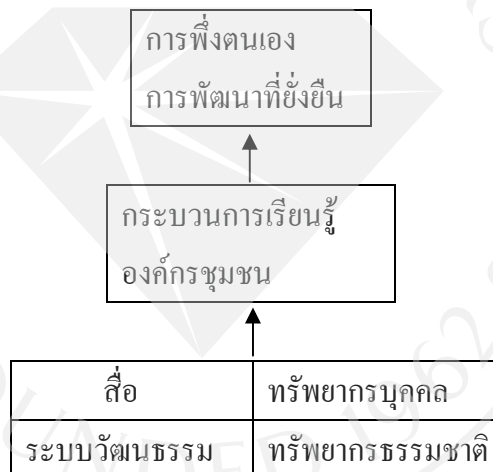 การพึ่งตนเอง
การพัฒนาที่ยั่งยืน
กระบวนการเรียนรู้
องค์กรชุมชน
สื่อ ทรัพยากรบุคคล
ระบบวัฒนธรรม ทรัพยากรธรรมชาติ